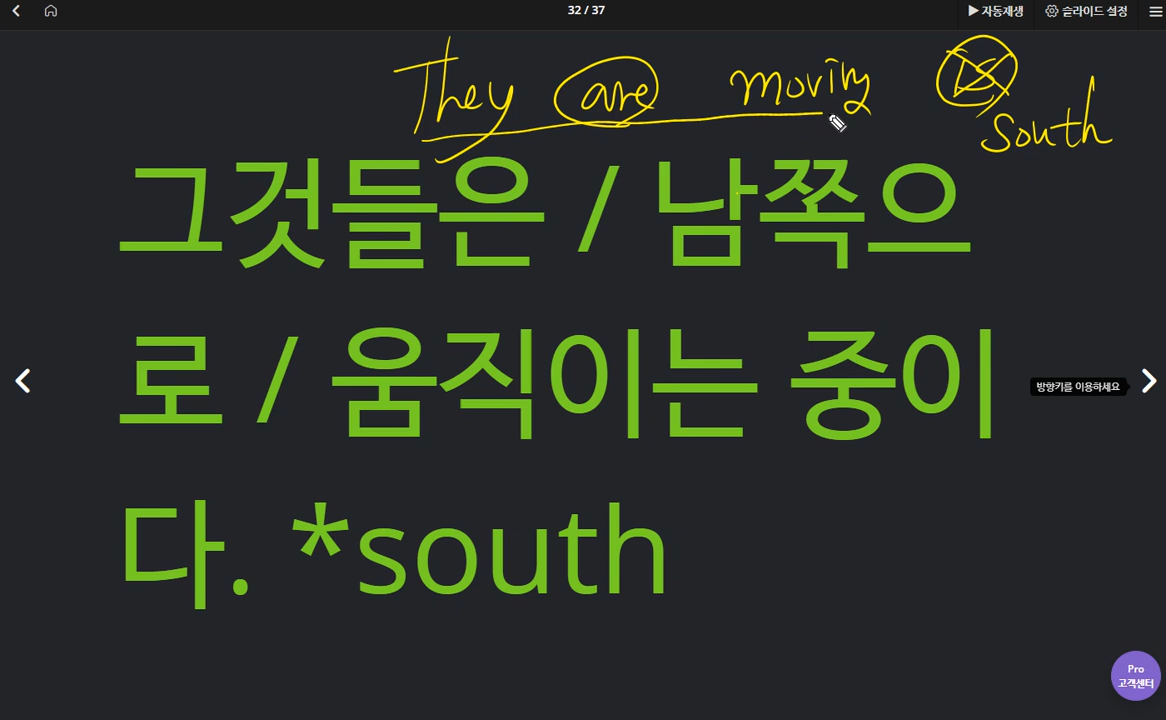 32 / 37
▶ 자동재생
슬라이드 설정
They are moving
south
그것들은 / 남쪽으
로 / 움직이는 중이
다. *south
방향키를 이용하세요
Pro
고객센터